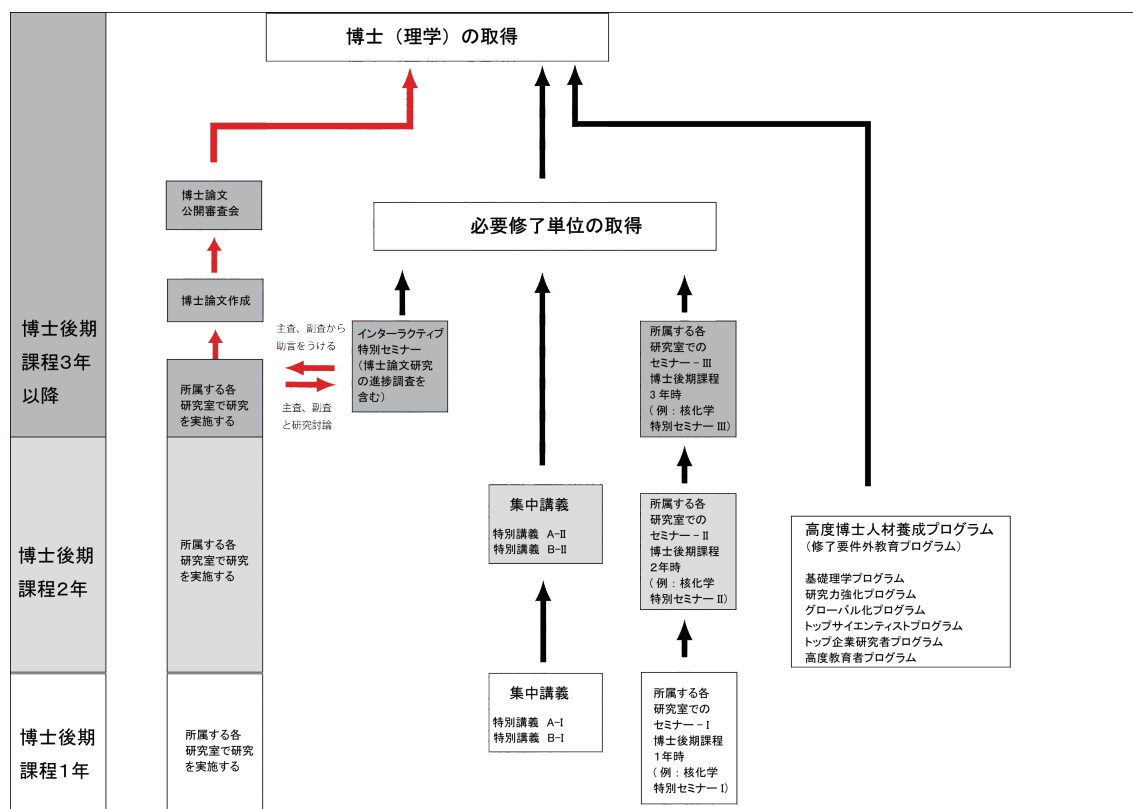 博士（理学）の取得
博士論文
公開審査会
必要修了単位の取得
博士論文作成
博士後期
課程3年
以降
所属する各
研究室で研究
を実施する
主査、副査から
助言をうける
主査、副査
と研究討論
インターラクティブ
特別セミナー
(博士論文研究
の進捗調査を
含む)
所属する各
研究室での
セミナー－III
博士後期課程
３年時
（例：核化学
特別セミナーIII）
博士後期
課程2年
所属する各
研究室で研究
を実施する
集中講義
特別講義 A-II
特別講義 B-II
所属する各
研究室での
セミナー－II
博士後期課程
2年時
（例：核化学
特別セミナーII）
高度博士人材養成プログラム
（修了要件外教育プログラム）
基礎理学プログラム
研究力強化プログラム
グローバル化プログラム
トップサイエンティストプログラム
トップ企業研究者プログラム
高度教育者プログラム
博士後期
課程１年
所属する各
研究室で研究
を実施する
集中講義
特別講義 A-I
特別講義 B-I
所属する各
研究室での
セミナー－I
博士後期課程
１年時
（例：核化学
特別セミナーI）